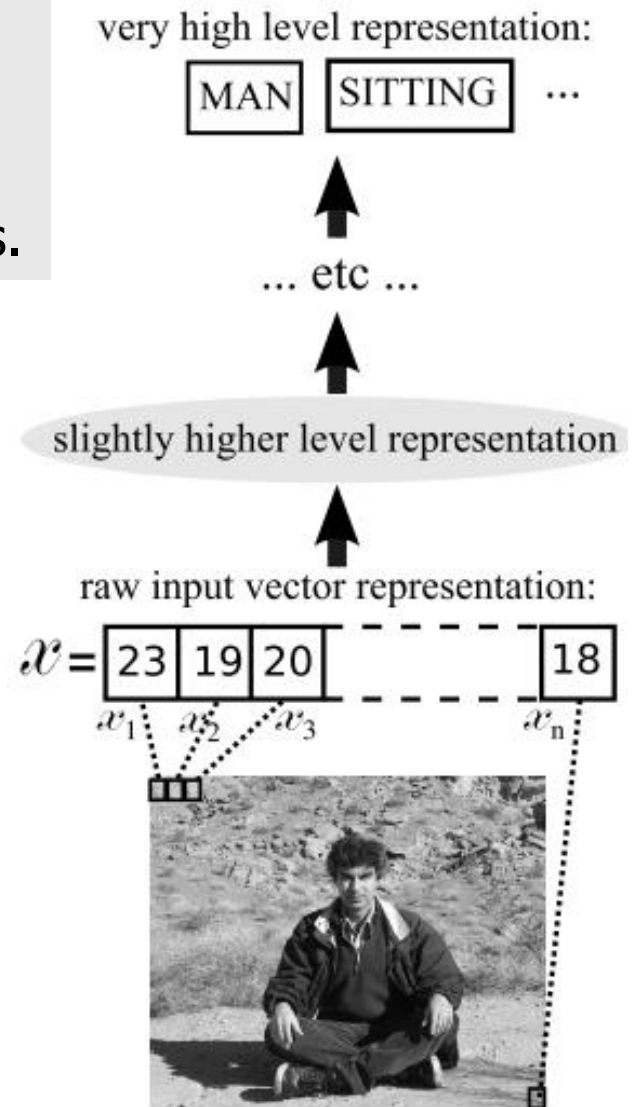 s.
very high level representation:
MAN SITTING ...
... etc ...
slightly higher level representation
raw input vector representation:
x = 23 19 20 18
x1 x2 x3 xn